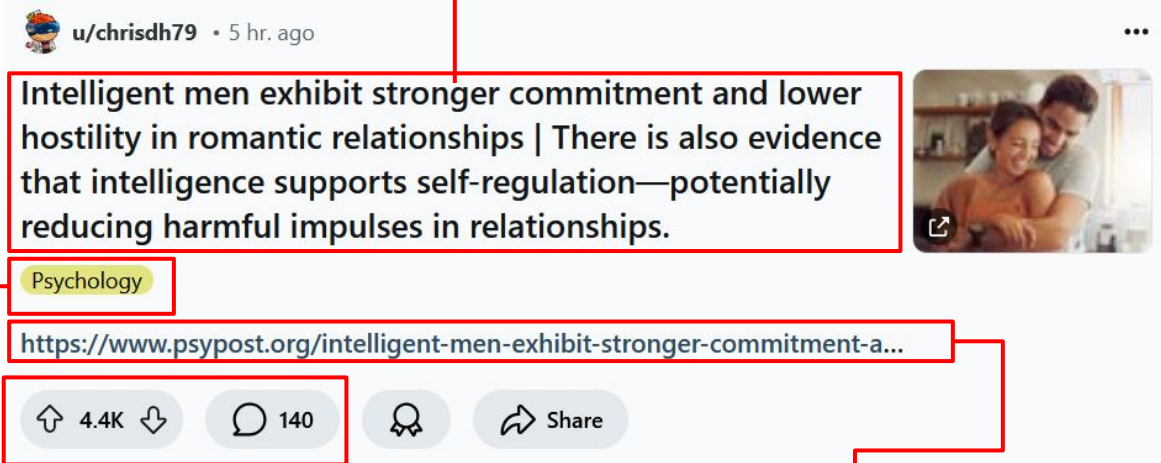 u/chrisdh79 • 5 hr. ago
Intelligent men exhibit stronger commitment and lower
hostility in romantic relationships | There is also evidence
that intelligence supports self-regulation—potentially
reducing harmful impulses in relationships.
Psychology
https://www.psypost.org/intelligent-men-exhibit-stronger-commitment-a...
4.4K 140 Share